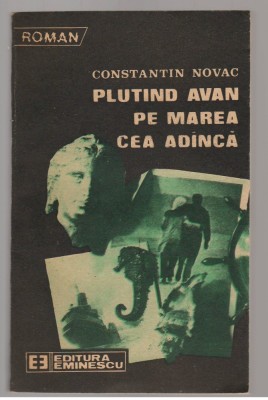 ROMAN
CONSTANTIN NOVAC
PLUTIND AVAN
PE MAREA
CEA ADÎNCĂ
EE EDITURA
EMINESCU